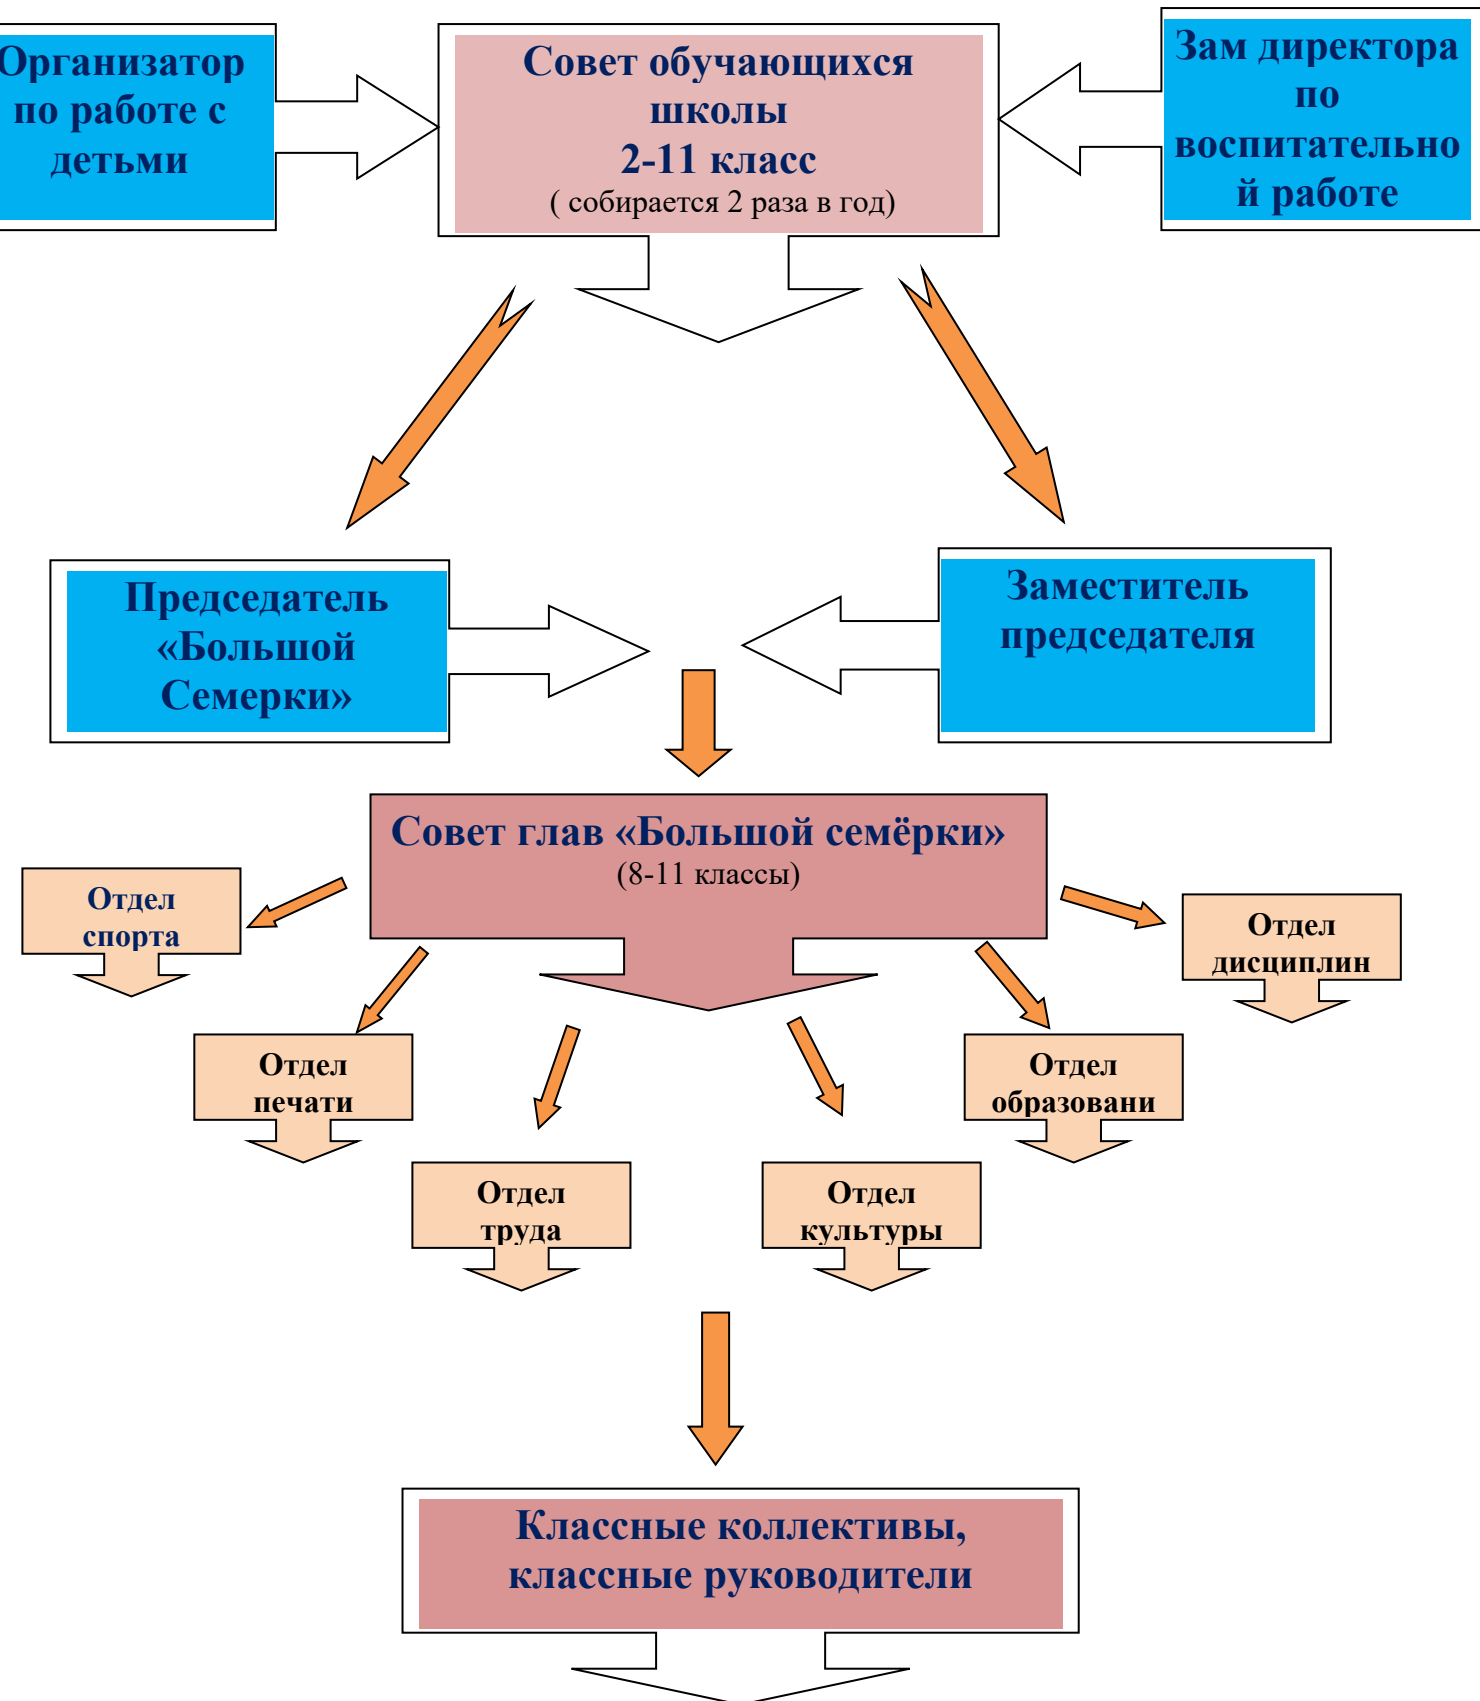 Организатор
по работе с
детьми
Совет обучающихся
школы
2-11 класс
( собирается 2 раза в год)
Зам директора
по
воспитательно
й работе
Председатель
«Большой
Семерки»
Заместитель
председателя
Совет глав «Большой семёрки»
(8-11 классы)
Отдел
спорта
Отдел
дисциплин
Отдел
печати
Отдел
образовани
Отдел
труда
Отдел
культуры
Классные коллективы,
классные руководители